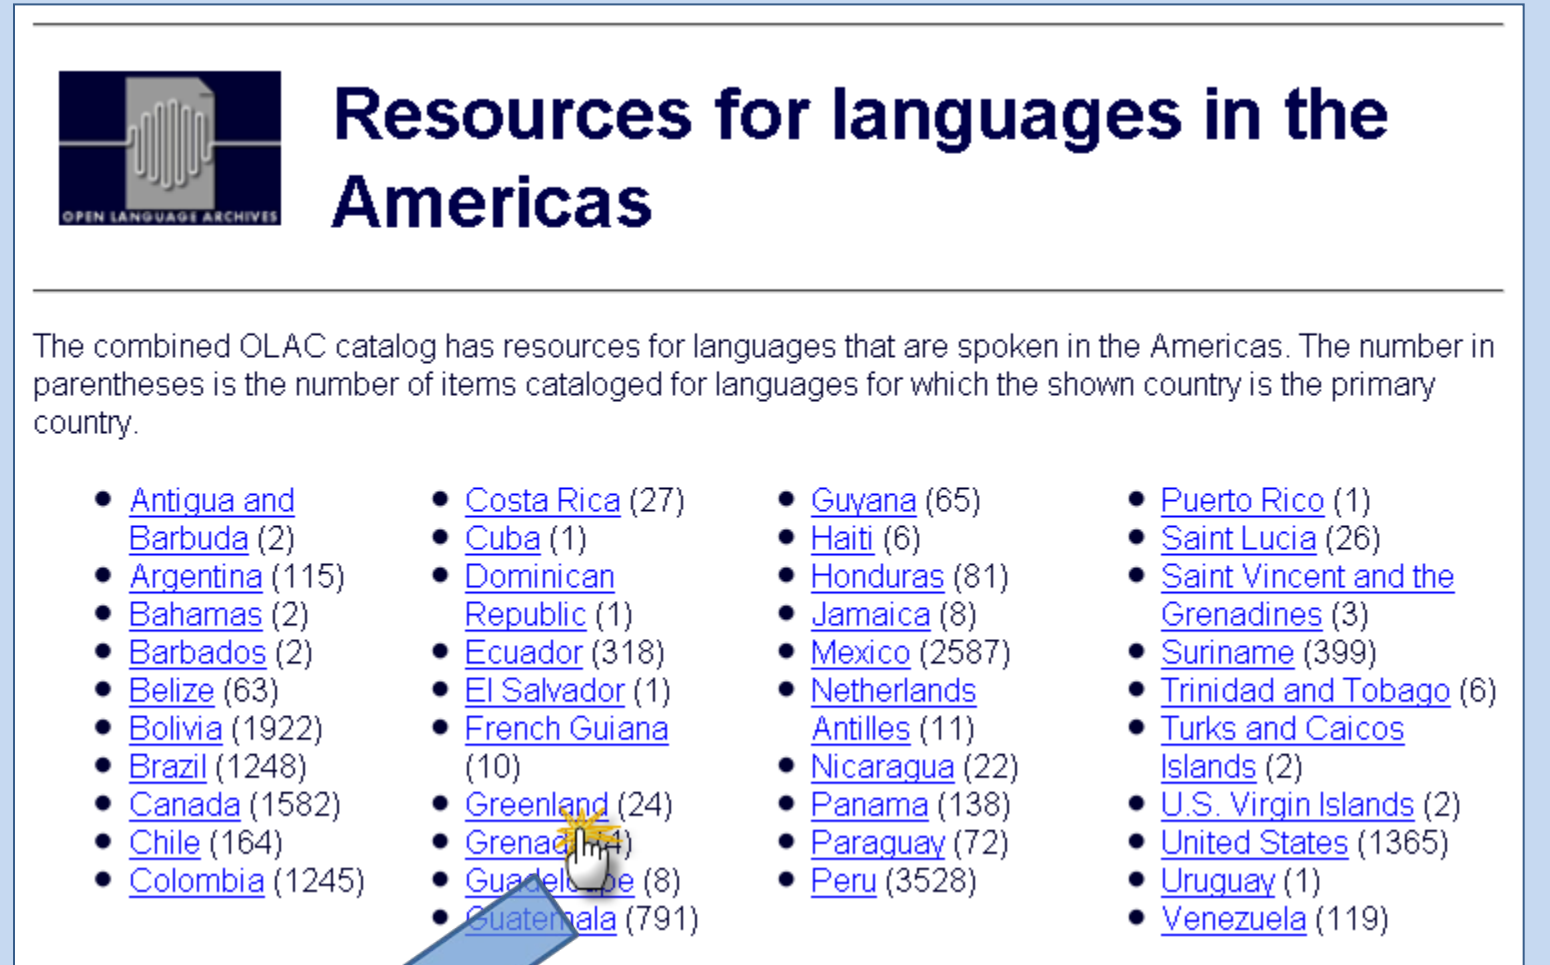 OPEN LANGUAGE ARCHIVES
Resources for languages in the
Americas
The combined OLAC catalog has resources for languages that are spoken in the Americas. The number in
parentheses is the number of items cataloged for languages for which the shown country is the primary
country.
Antigua and
Barbuda (2)
Argentina (115)
Bahamas (2)
Barbados (2)
Belize (63)
Bolivia (1922)
Brazil (1248)
Canada (1582)
Chile (164)
Colombia (1245)
Costa Rica (27)
Cuba (1)
Dominican
Republic (1)
Ecuador (318)
El Salvador (1)
French Guiana
(10)
Greenland (24)
Guadeloupe (8)
Guatemala (791)
Guyana (65)
Haiti (6)
Honduras (81)
Jamaica (8)
Mexico (2587)
Netherlands
Antilles (11)
Nicaragua (22)
Panama (138)
Paraguay (72)
Peru (3528)
Puerto Rico (1)
Saint Lucia (26)
Saint Vincent and the
Grenadines (3)
Suriname (399)
Trinidad and Tobago (6)
Turks and Caicos
Islands (2)
U.S. Virgin Islands (2)
United States (1365)
Uruguay (1)
Venezuela (119)